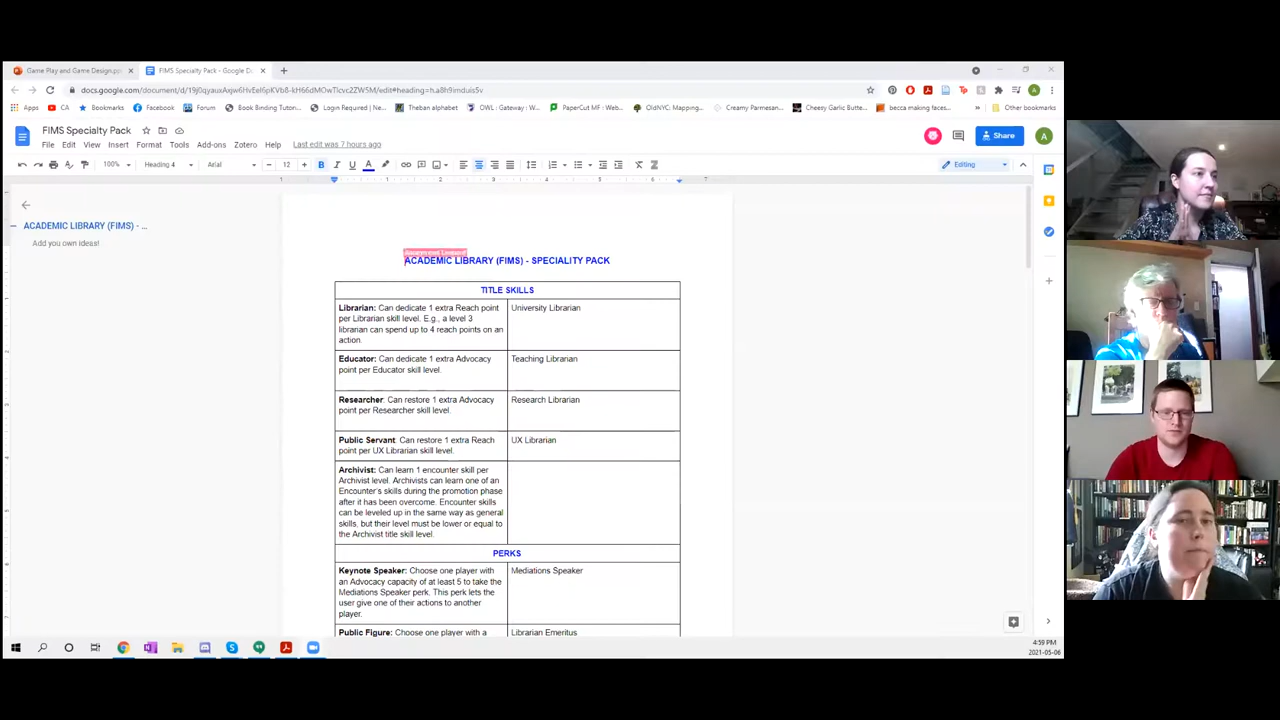 Game Play and Game Design.pp
FIMS Specialty Pack - Google D
docs.google.com/document/d/19j0qyauxAxjw6HvEeI6pKVb8-kH66dMOwTlcvc2ZW5M/edit#heading=h.a8h9imduis5v
Apps
CA
Bookmarks
Facebook
Forum
Book Binding Tutor...
Login Required | Ne...
Theban alphabet
OWL : Gateway : W...
PaperCut MF : West...
OldNYC: Mapping...
Creamy Parmesan...
Cheesy Garlic Butte...
becca making faces...
»
Other bookmarks
FIMS Specialty Pack
Share
A
File Edit View Insert Format Tools Add-ons Zotero Help Last edit was 7 hours ago
100% Heading 4 Arial 12 B I U A Editing
1 1 2 3 4 5 6 7
ACADEMIC LIBRARY (FIMS) - ...
Add you own ideas!
ACADEMIC LIBRARY (FIMS) - SPECIALITY PACK
TITLE SKILLS
Librarian: Can dedicate 1 extra Reach point
per Librarian skill level. E.g., a level 3
librarian can spend up to 4 reach points on an
action.
University Librarian
Educator: Can dedicate 1 extra Advocacy
point per Educator skill level.
Teaching Librarian
Researcher: Can restore 1 extra Advocacy
point per Researcher skill level.
Research Librarian
Public Servant: Can restore 1 extra Reach
point per UX Librarian skill level.
UX Librarian
Archivist: Can learn 1 encounter skill per
Archivist level. Archivists can learn one of an
Encounter's skills during the promotion phase
after it has been overcome. Encounter skills
can be leveled up in the same way as general
skills, but their level must be lower or equal to
the Archivist title skill level.
PERKS
Keynote Speaker: Choose one player with
an Advocacy capacity of at least 5 to take the
Mediations Speaker perk. This perk lets the
user give one of their actions to another
player.
Mediations Speaker
Public Figure: Choose one player with a
Librarian Emeritus
4:59 PM
2021-05-06